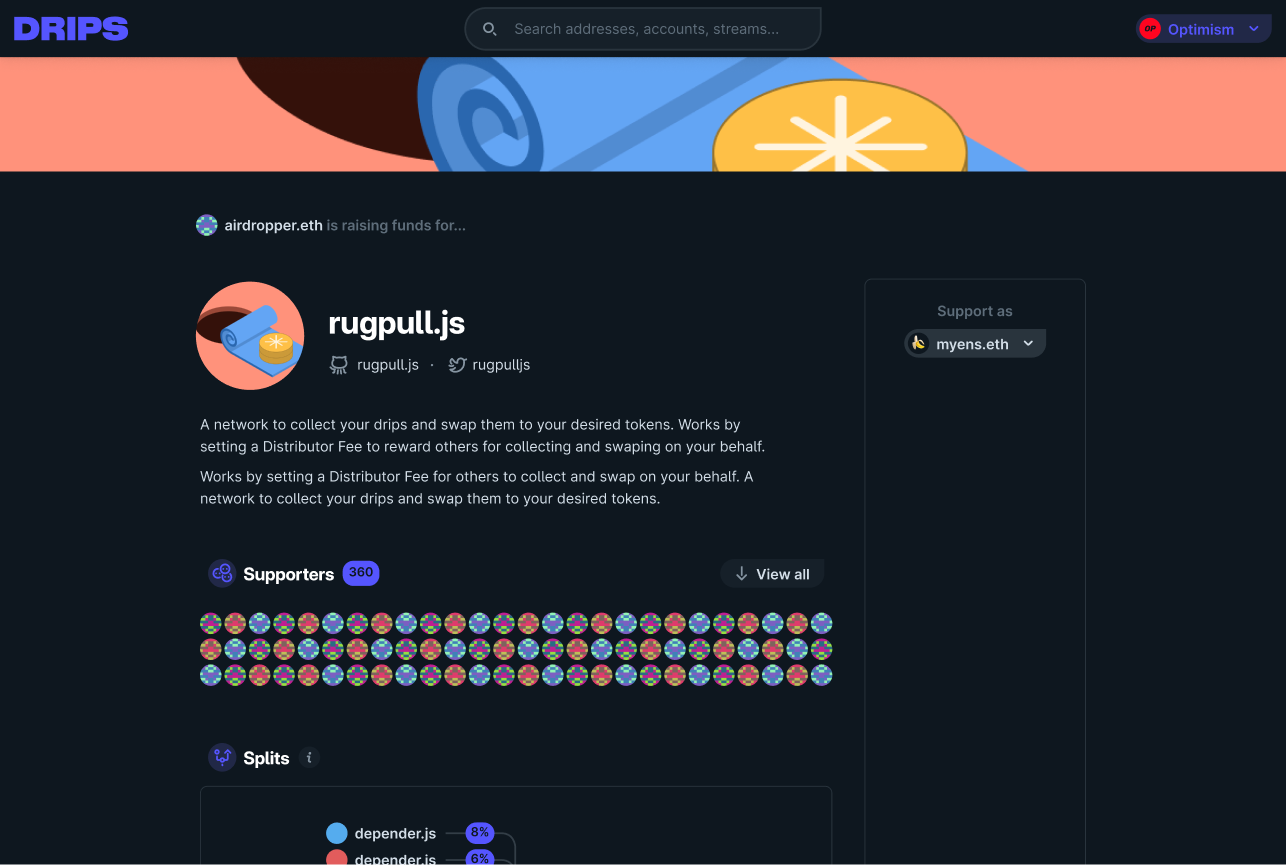 DRIPS
Search addresses, accounts, streams...
OP Optimism
airdropper.eth is raising funds for...
rugpull.js
rugpull.js · rugpulljs
Support as
myens.eth
A network to collect your drips and swap them to your desired tokens. Works by
setting a Distributor Fee to reward others for collecting and swaping on your behalf.
Works by setting a Distributor Fee for others to collect and swap on your behalf. A
network to collect your drips and swap them to your desired tokens.
Supporters 360
View all
Splits i
depender.js 8%
depender.js 6%